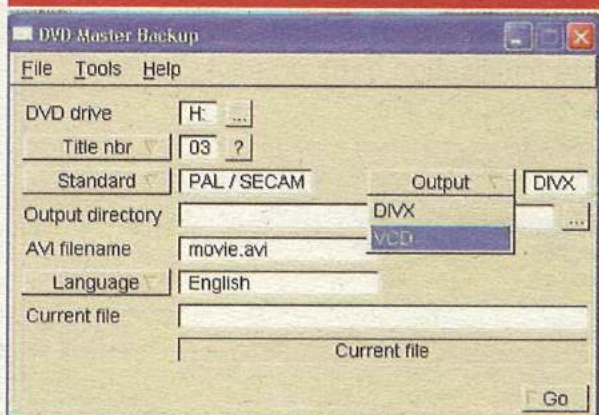 DVD Master Backup
File Tools Help
DVD drive H: ...
Title nbr 03 ?
Standard PAL / SECAM Output DIVX
DIVX
Output directory ...
VCD
AVI filename movie.avi
Language English
Current file
Current file
Go